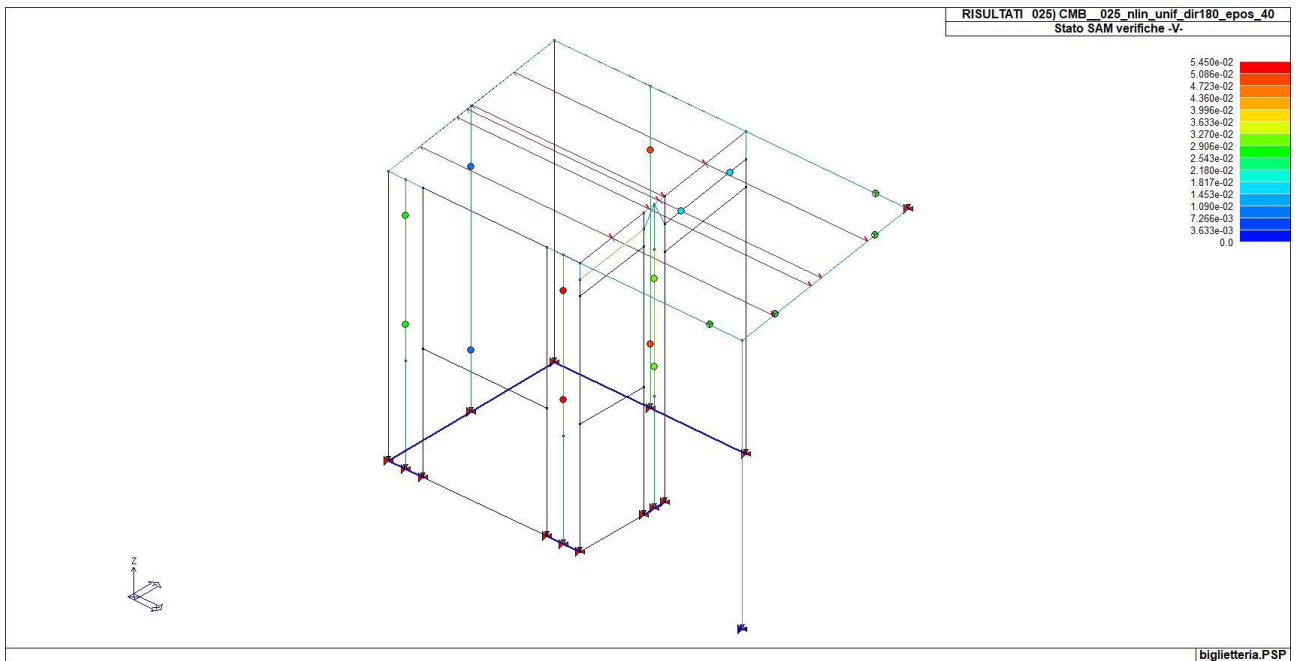 RISULTATI 025) CMB__025_nlin_unif_dir180_epos_40
Stato SAM verifiche -V-
5.450e-02
5.086e-02
4.723e-02
4.360e-02
3.996e-02
3.633e-02
3.270e-02
2.906e-02
2.543e-02
2.180e-02
1.817e-02
1.453e-02
1.090e-02
7.266e-03
3.633e-03
0.0
Z
biglietteria.PSP